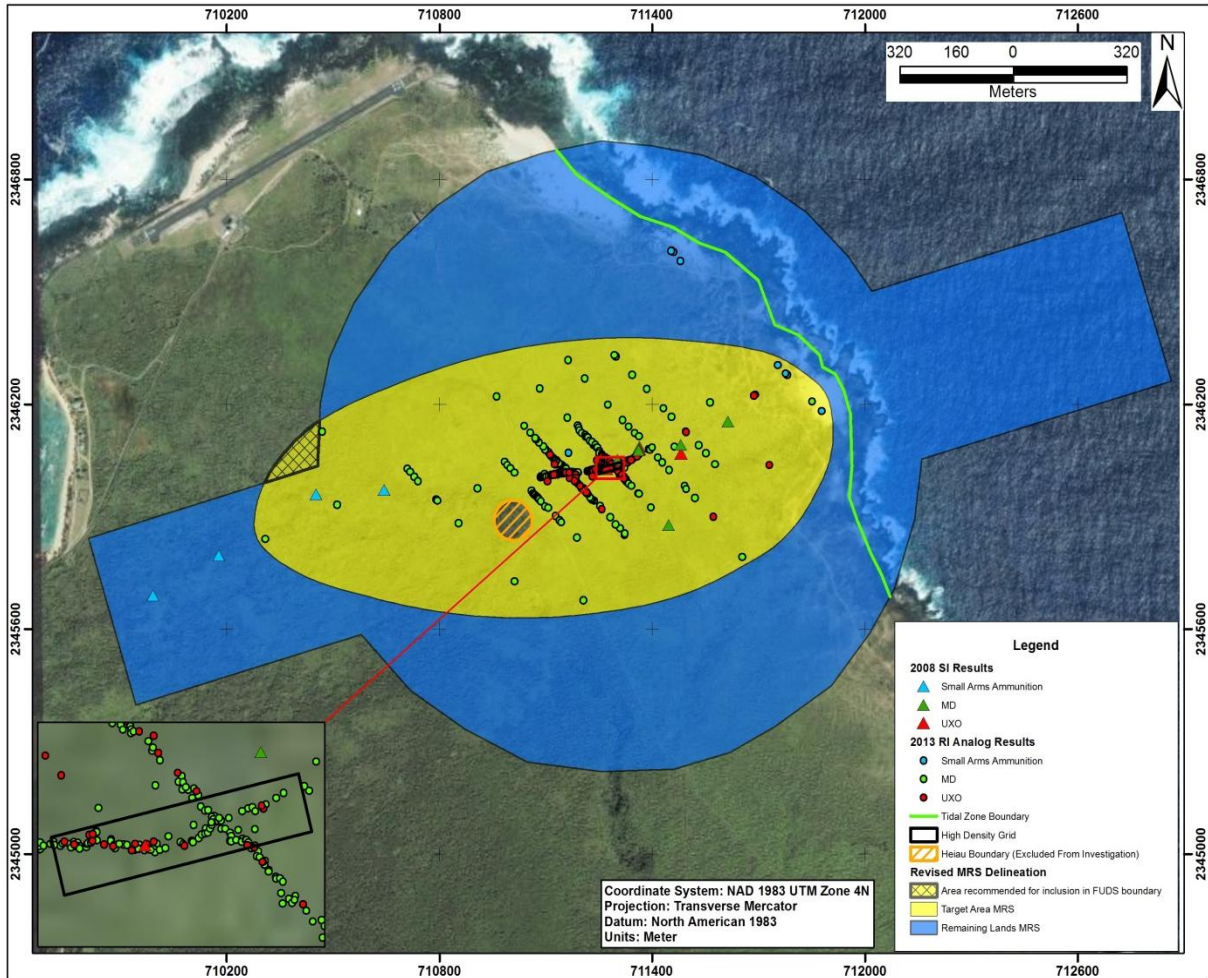 710200 710800 711400 712000 712600
320 160 0 320
Meters
N
2346800 2346800
2346200 2346200
2345600 2345600
2345000 2345000
Legend
2008 SI Results
Small Arms Ammunition
MD
UXO
2013 RI Analog Results
Small Arms Ammunition
MD
UXO
Tidal Zone Boundary
High Density Grid
Heiau Boundary (Excluded From Investigation)
Revised MRS Delineation
Area recommended for inclusion in FUDS boundary
Target Area MRS
Remaining Lands MRS
Coordinate System: NAD 1983 UTM Zone 4N
Projection: Transverse Mercator
Datum: North American 1983
Units: Meter
710200 710800 711400 712000 712600